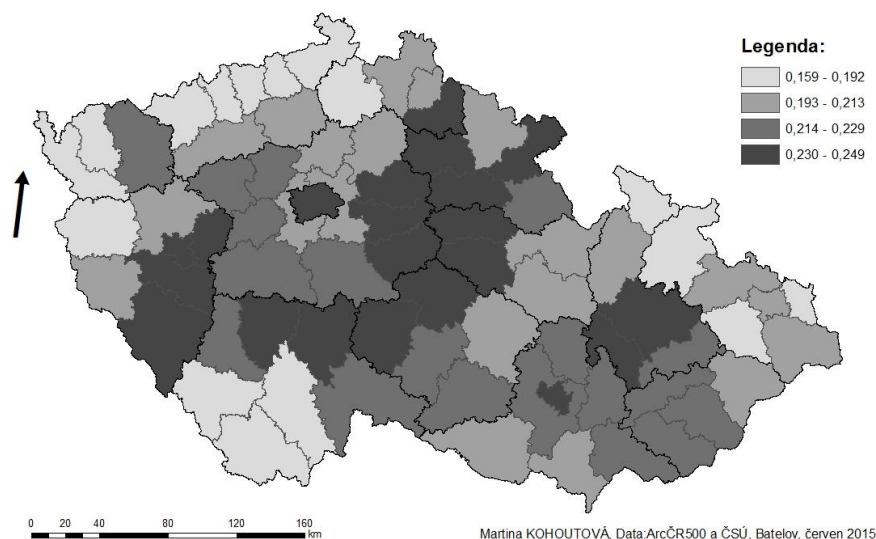 Legenda:
0,159 - 0,192
0,193 - 0,213
0,214 - 0,229
0,230 - 0,249
0 20 40 80 120 160
km
Martina KOHOUTOVÁ, Data:ArcČR500 a ČSÚ, Batelov, červen 2015